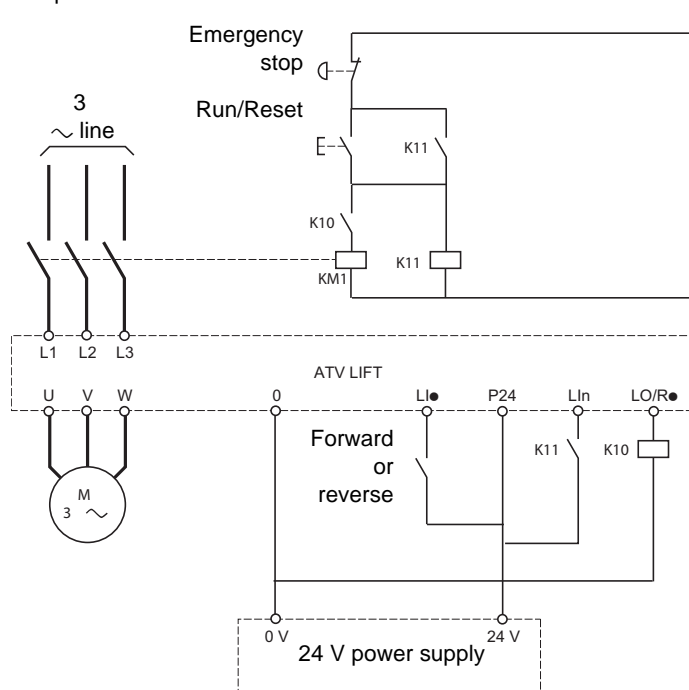 Emergency
stop
3
~ line
Run/Reset
K11
K10
KM1
K11
L1 L2 L3
ATV LIFT
U V W 0 LI● P24 LIn LO/R●
Forward
or
reverse
K11
K10
M
3 ~
0 V
24 V
24 V power supply